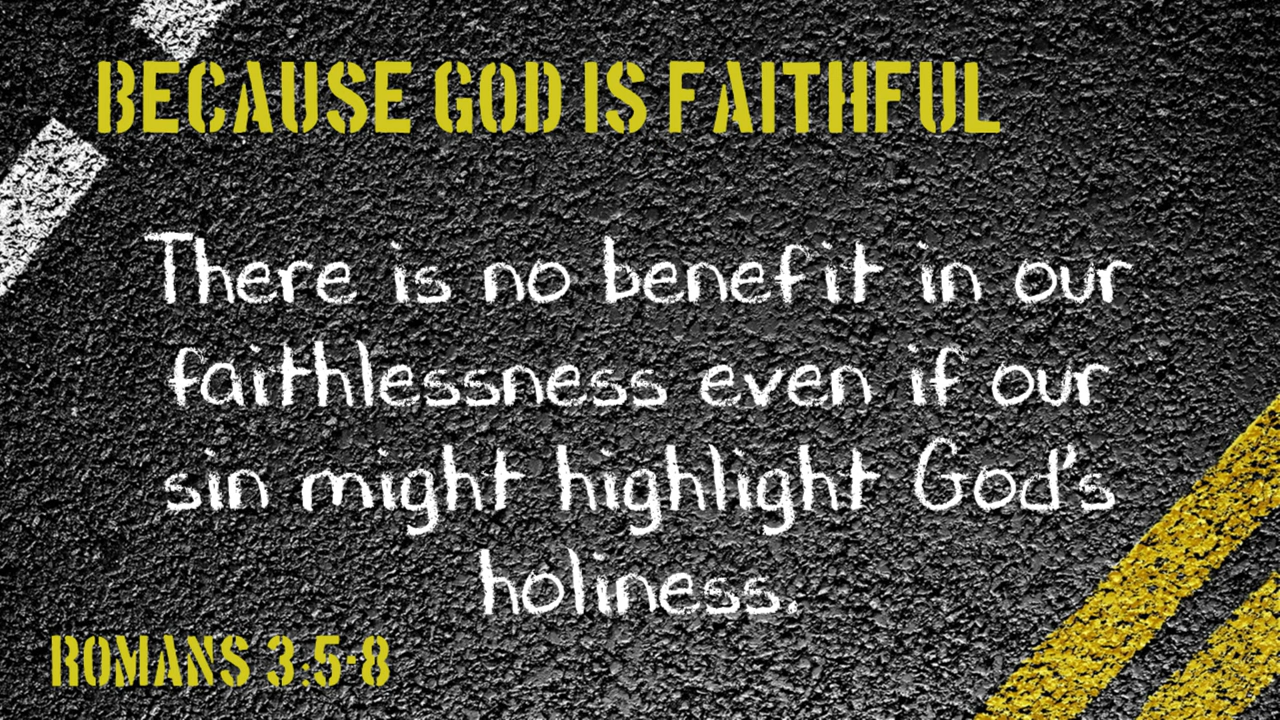 BECAUSE GOD IS FAITHFUL
There is no benefit in our
faithlessness even if our
sin might highlight God's
holiness.
ROMANS 3:5-8